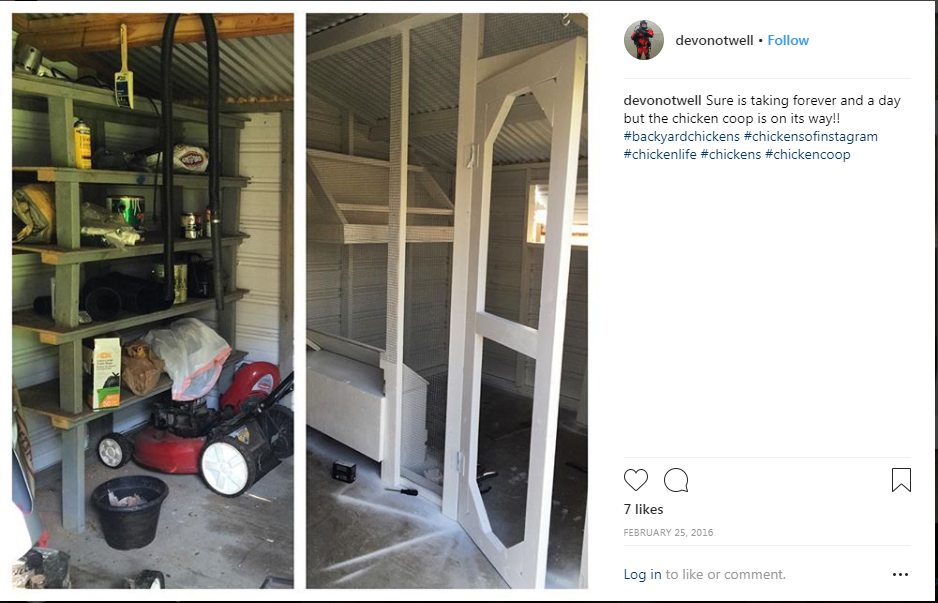 devonotwell • Follow
devonotwell Sure is taking forever and a day
but the chicken coop is on its way!!
#backyardchickens #chickensofinstagram
#chickenlife #chickens #chickencoop
7 likes
FEBRUARY 25, 2016
Log in to like or comment.